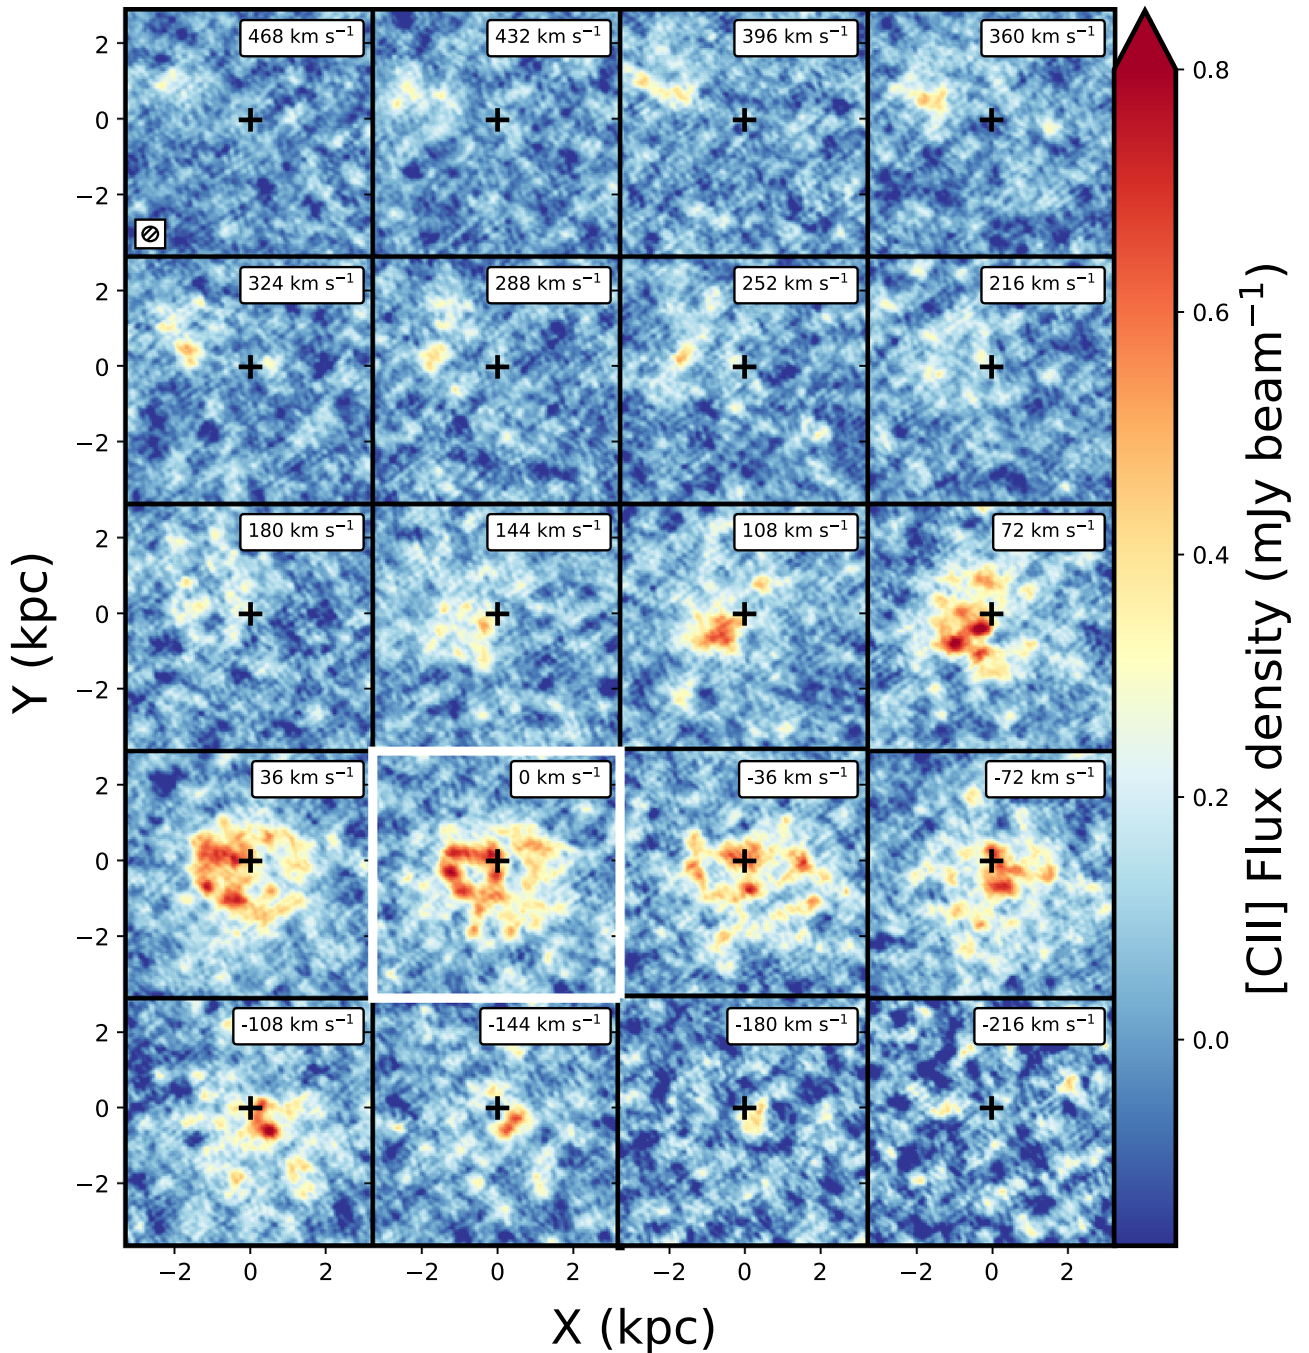 468 km s⁻¹
432 km s⁻¹
396 km s⁻¹
360 km s⁻¹
2
0
−2
324 km s⁻¹
288 km s⁻¹
252 km s⁻¹
216 km s⁻¹
2
0
−2
180 km s⁻¹
144 km s⁻¹
108 km s⁻¹
72 km s⁻¹
2
0
−2
36 km s⁻¹
0 km s⁻¹
-36 km s⁻¹
-72 km s⁻¹
2
0
−2
-108 km s⁻¹
-144 km s⁻¹
-180 km s⁻¹
-216 km s⁻¹
2
0
−2
−2 0 2
−2 0 2
−2 0 2
−2 0 2
X (kpc)
Y (kpc)
0.8
0.6
0.4
0.2
0.0
[CII] Flux density (mJy beam⁻¹)